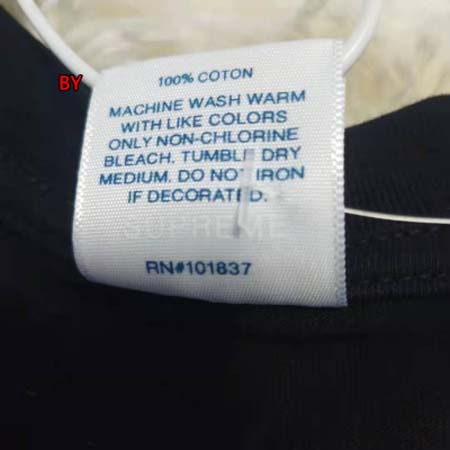 BY
100% COTON
MACHINE WASH WARM
WITH LIKE COLORS
ONLY NON-CHLORINE
BLEACH. TUMBLE DRY
MEDIUM. DO NOT IRON
IF DECORATED.
SUPREME
RN#101837